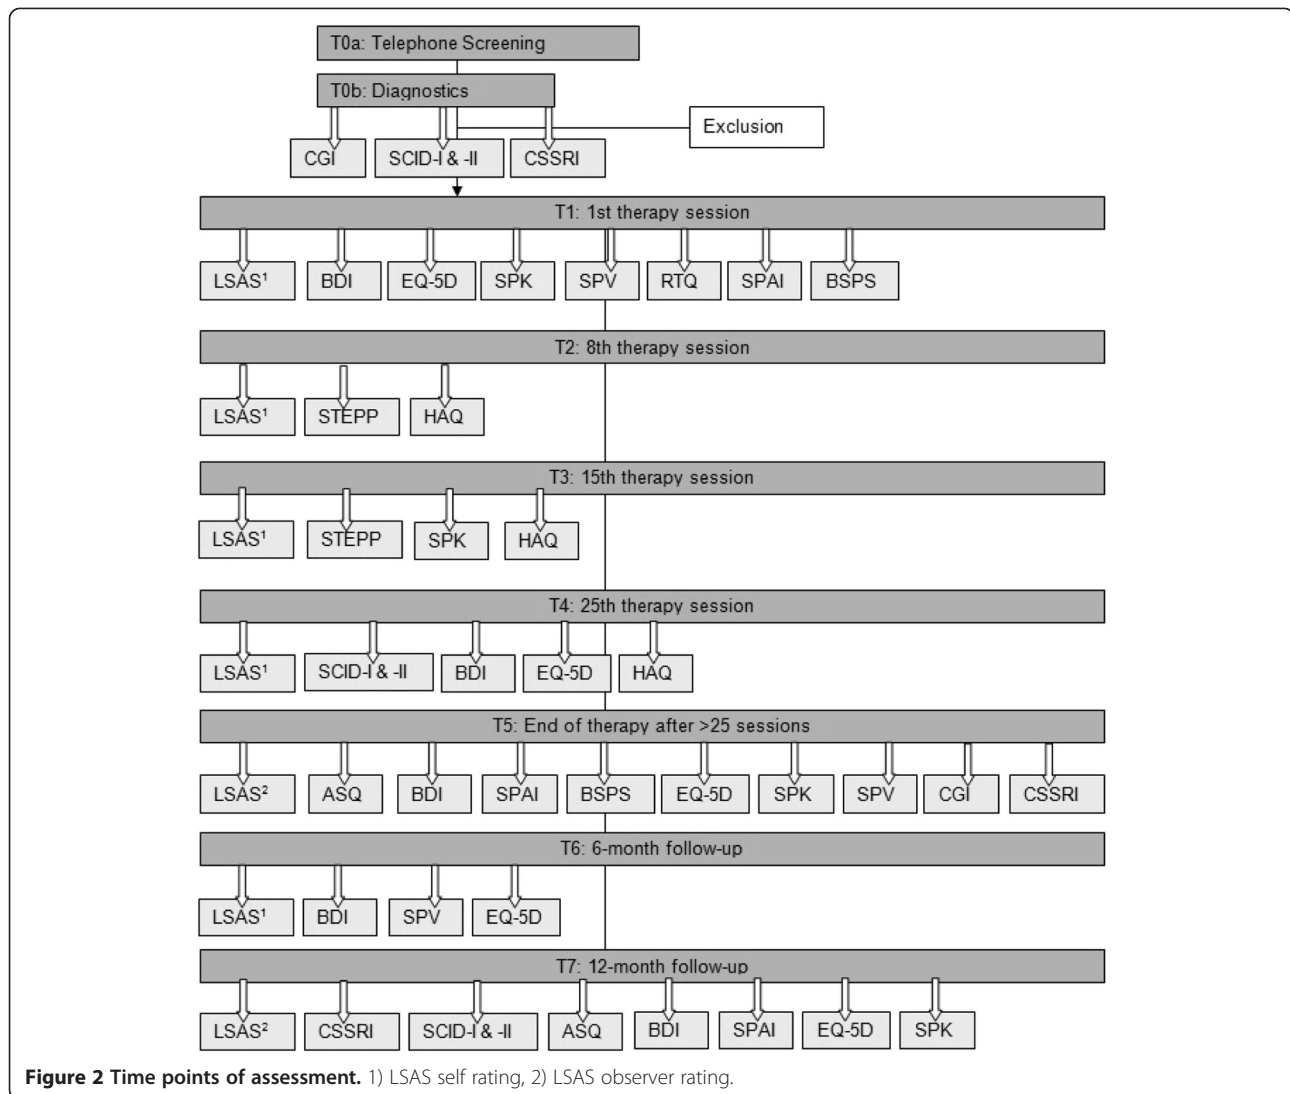 T0a: Telephone Screening
T0b: Diagnostics
Exclusion
CGI SCID-I & -II CSSRI
T1: 1st therapy session
LSAS¹ BDI EQ-5D SPK SPV RTQ SPAI BSPS
T2: 8th therapy session
LSAS¹ STEPP HAQ
T3: 15th therapy session
LSAS¹ STEPP SPK HAQ
T4: 25th therapy session
LSAS¹ SCID-I & -II BDI EQ-5D HAQ
T5: End of therapy after >25 sessions
LSAS² ASQ BDI SPAI BSPS EQ-5D SPK SPV CGI CSSRI
T6: 6-month follow-up
LSAS¹ BDI SPV EQ-5D
T7: 12-month follow-up
LSAS² CSSRI SCID-I & -II ASQ BDI SPAI EQ-5D SPK
Figure 2 Time points of assessment. 1) LSAS self rating, 2) LSAS observer rating.